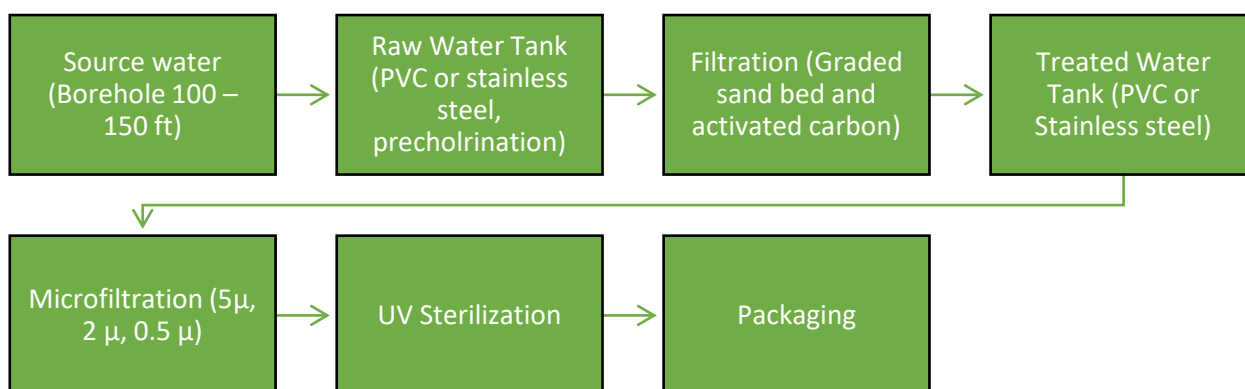 Source water
(Borehole 100 –
150 ft)
Raw Water Tank
(PVC or stainless
steel,
precholrination)
Filtration (Graded
sand bed and
activated carbon)
Treated Water
Tank (PVC or
Stainless steel)
Microfiltration (5µ,
2 µ, 0.5 µ)
UV Sterilization
Packaging